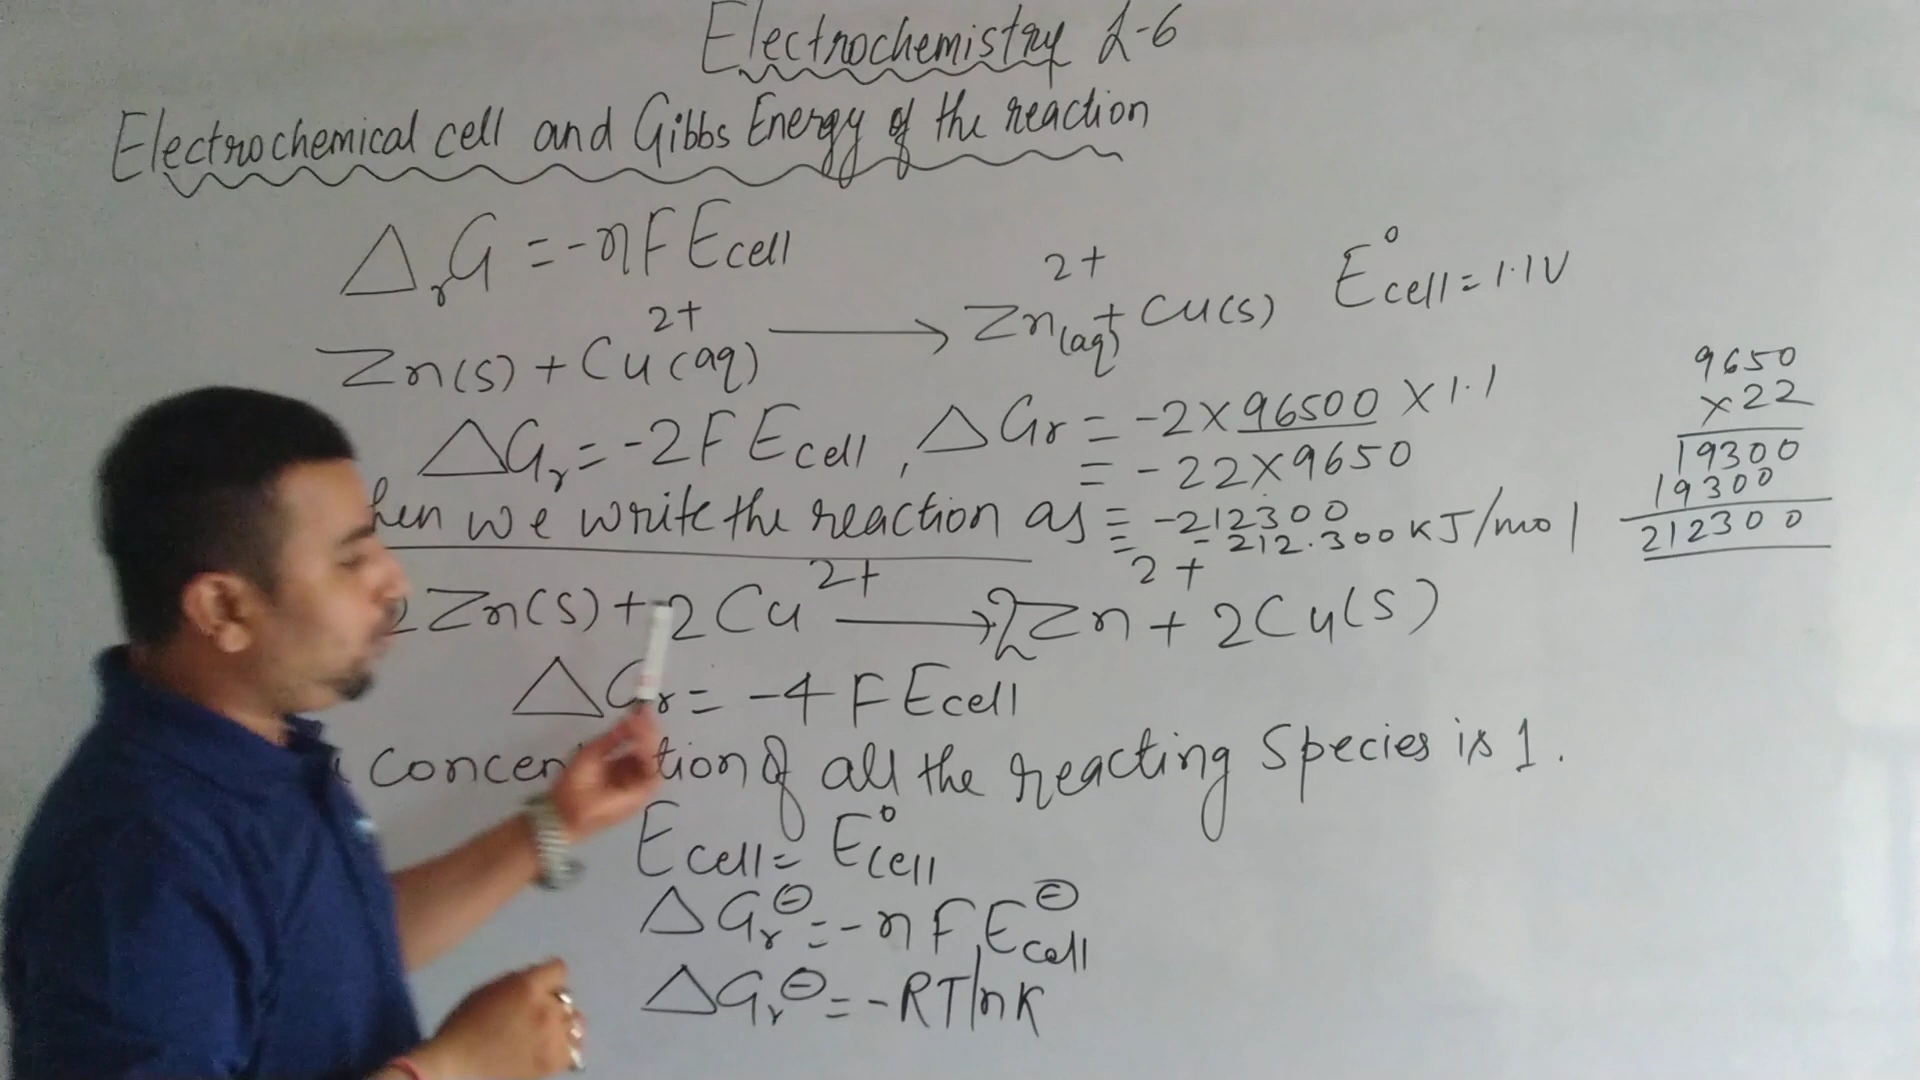 Electrochemistry L-6
Electrochemical cell and Gibbs Energy of the reaction
ΔrG = -nFEcell
Zn(s) + Cu²⁺(aq) ⟶ Zn²⁺(aq) + Cu(s) E°cell = 1.1V
ΔGr = -2FEcell, ΔGr = -2×96500×1.1
= -22×9650
we write the reaction as = -212300
= -212.300 kJ/mol
2Zn(s) + 2Cu²⁺ ⟶ 2Zn²⁺ + 2Cu(s)
ΔGr = -4FEcell
of all the reacting Species is 1.
Ecell = E°cell
ΔGr⊖ = -nFE⊖cell
ΔGr⊖ = -RTlnK
9650
×22
19300
19300
212300